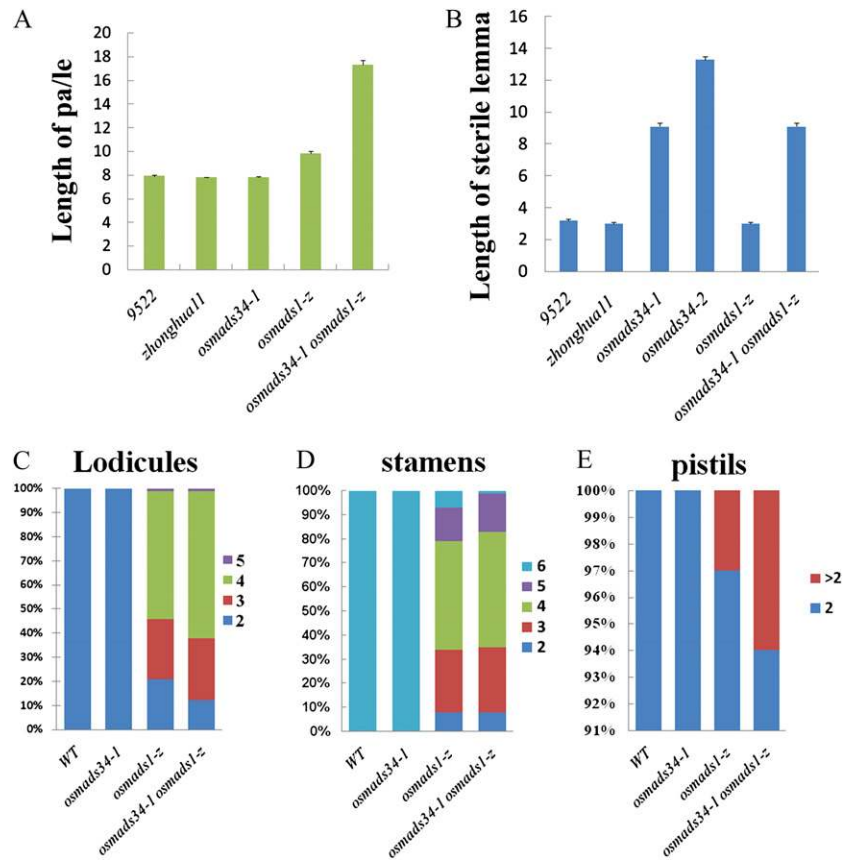 A
Length of pa/le
20
18
16
14
12
10
8
6
4
2
0
9522
zhonghua11
osmads34-1
osmads1-z
osmads34-1 osmads1-z
B
Length of sterile lemma
16
14
12
10
8
6
4
2
0
9522
zhonghua11
osmads34-1
osmads34-2
osmads1-z
osmads34-1 osmads1-z
C
Lodicules
100%
90%
80%
70%
60%
50%
40%
30%
20%
10%
0%
5
4
3
2
WT
osmads34-1
osmads1-z
osmads34-1 osmads1-z
D
stamens
100%
90%
80%
70%
60%
50%
40%
30%
20%
10%
0%
6
5
4
3
2
WT
osmads34-1
osmads1-z
osmads34-1 osmads1-z
E
pistils
100%
99%
98%
97%
96%
95%
94%
93%
92%
91%
>2
2
WT
osmads34-1
osmads1-z
osmads34-1 osmads1-z